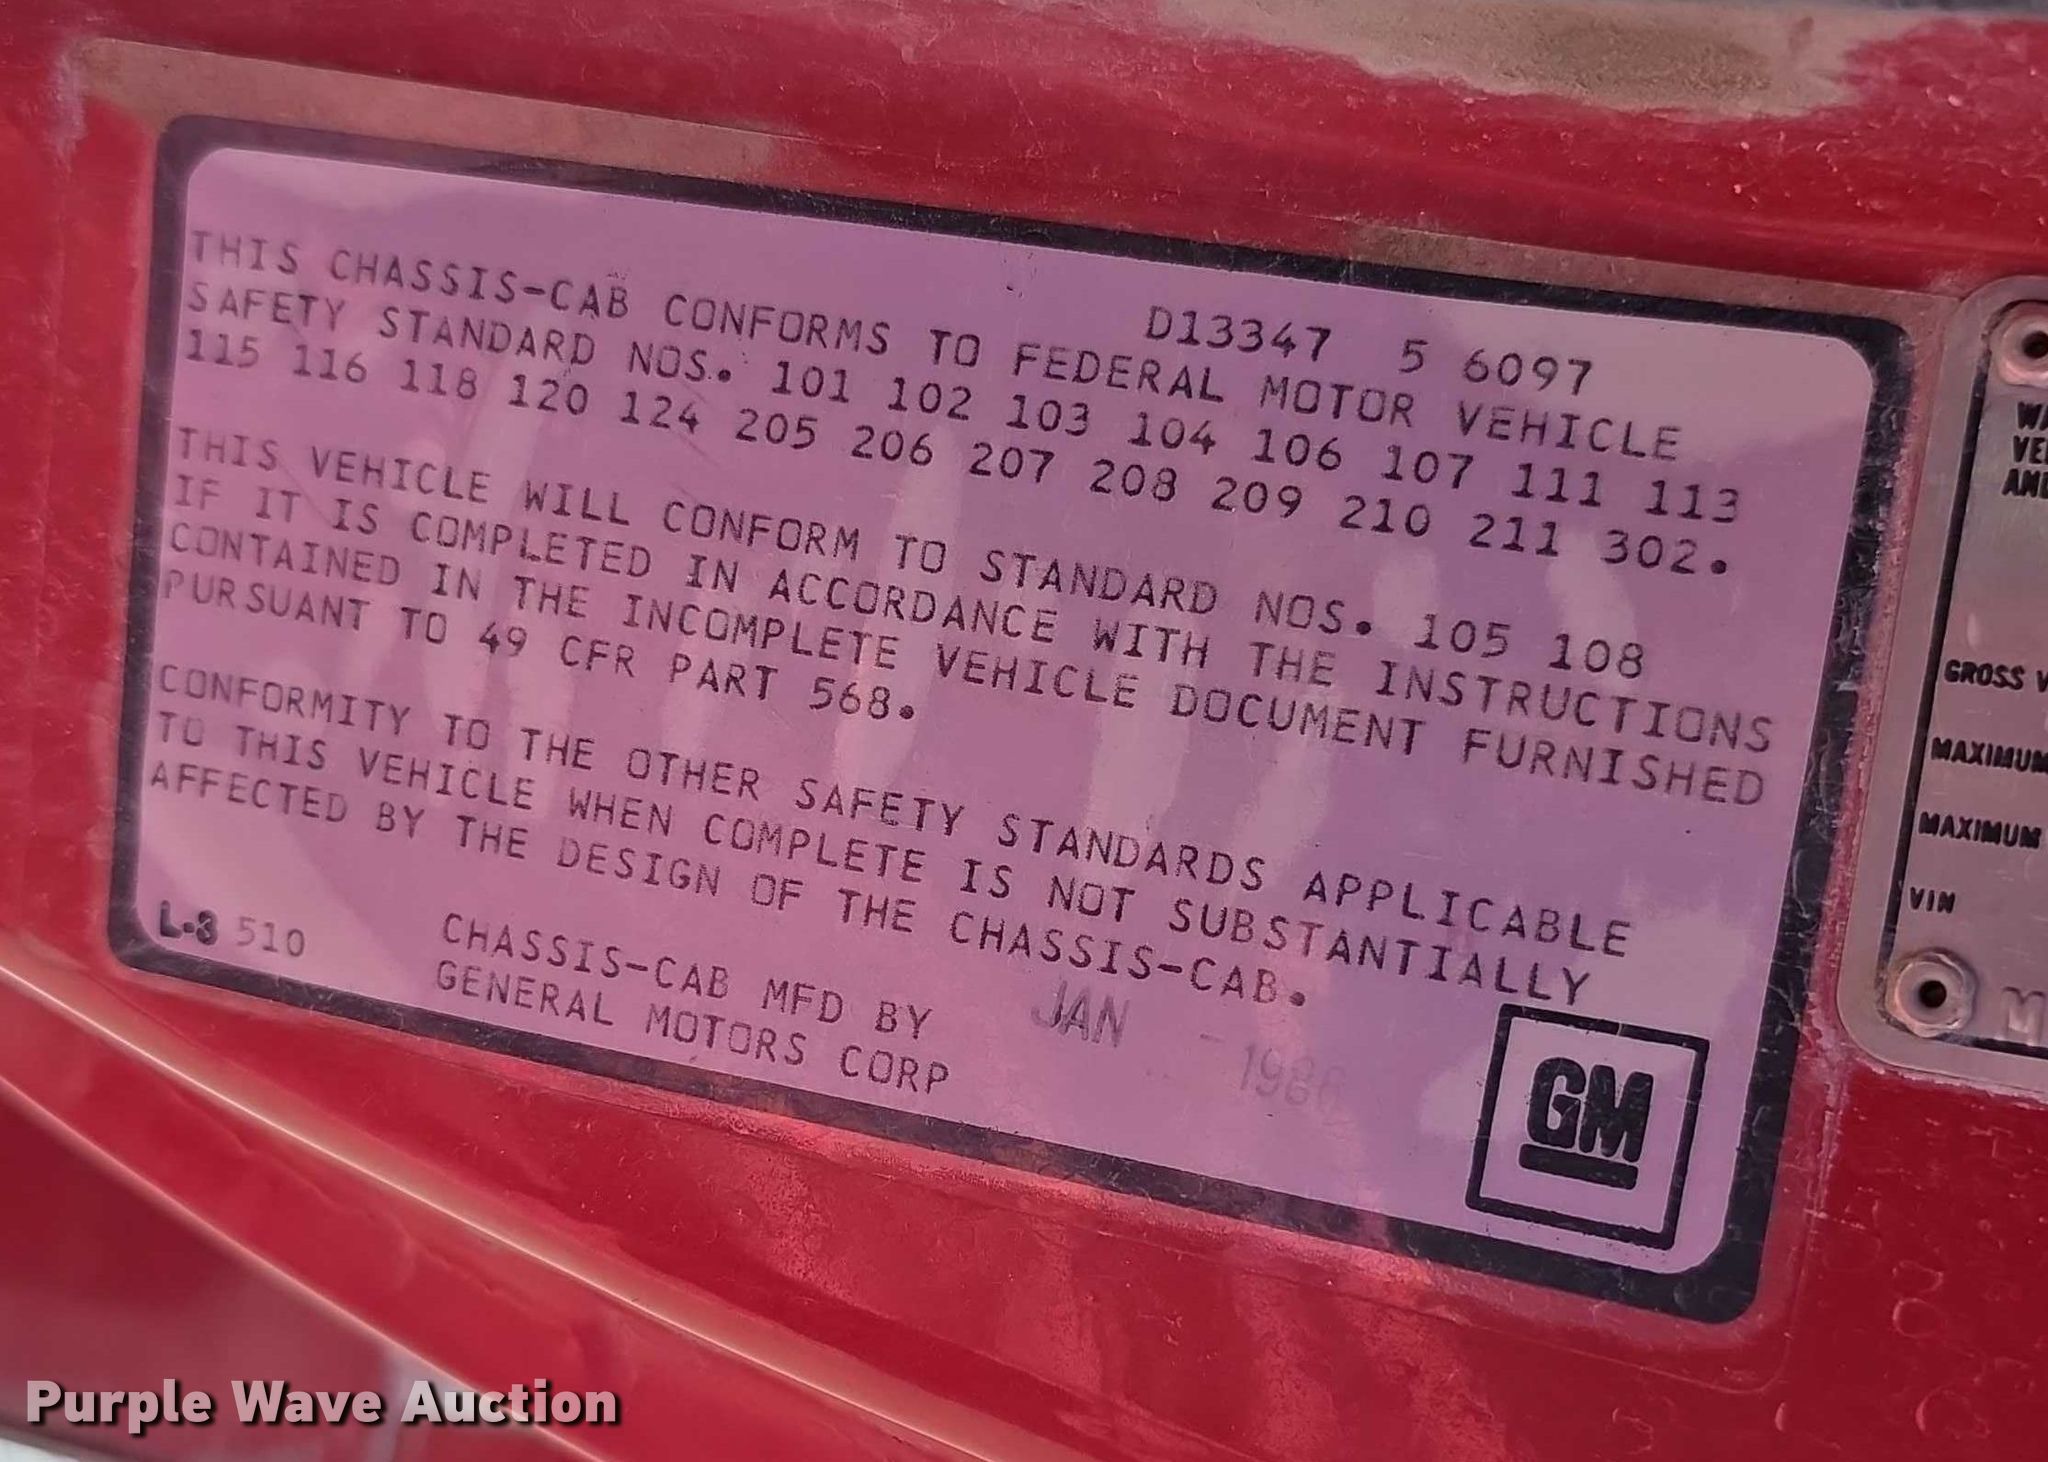 D13347 5 6097
THIS CHASSIS-CAB CONFORMS TO FEDERAL MOTOR VEHICLE
SAFETY STANDARD NOS. 101 102 103 104 106 107 111 113
115 116 118 120 124 205 206 207 208 209 210 211 302.
THIS VEHICLE WILL CONFORM TO STANDARD NOS. 105 108
IF IT IS COMPLETED IN ACCORDANCE WITH THE INSTRUCTIONS
CONTAINED IN THE INCOMPLETE VEHICLE DOCUMENT FURNISHED
PURSUANT TO 49 CFR PART 568.
CONFORMITY TO THE OTHER SAFETY STANDARDS APPLICABLE
TO THIS VEHICLE WHEN COMPLETE IS NOT SUBSTANTIALLY
AFFECTED BY THE DESIGN OF THE CHASSIS-CAB.
L-3 510
CHASSIS-CAB MFD BY JAN - 1986
GENERAL MOTORS CORP
GM
WA
VE
AND
GROSS V
MAXIMUM
MAXIMUM
VIN
M
Purple Wave Auction